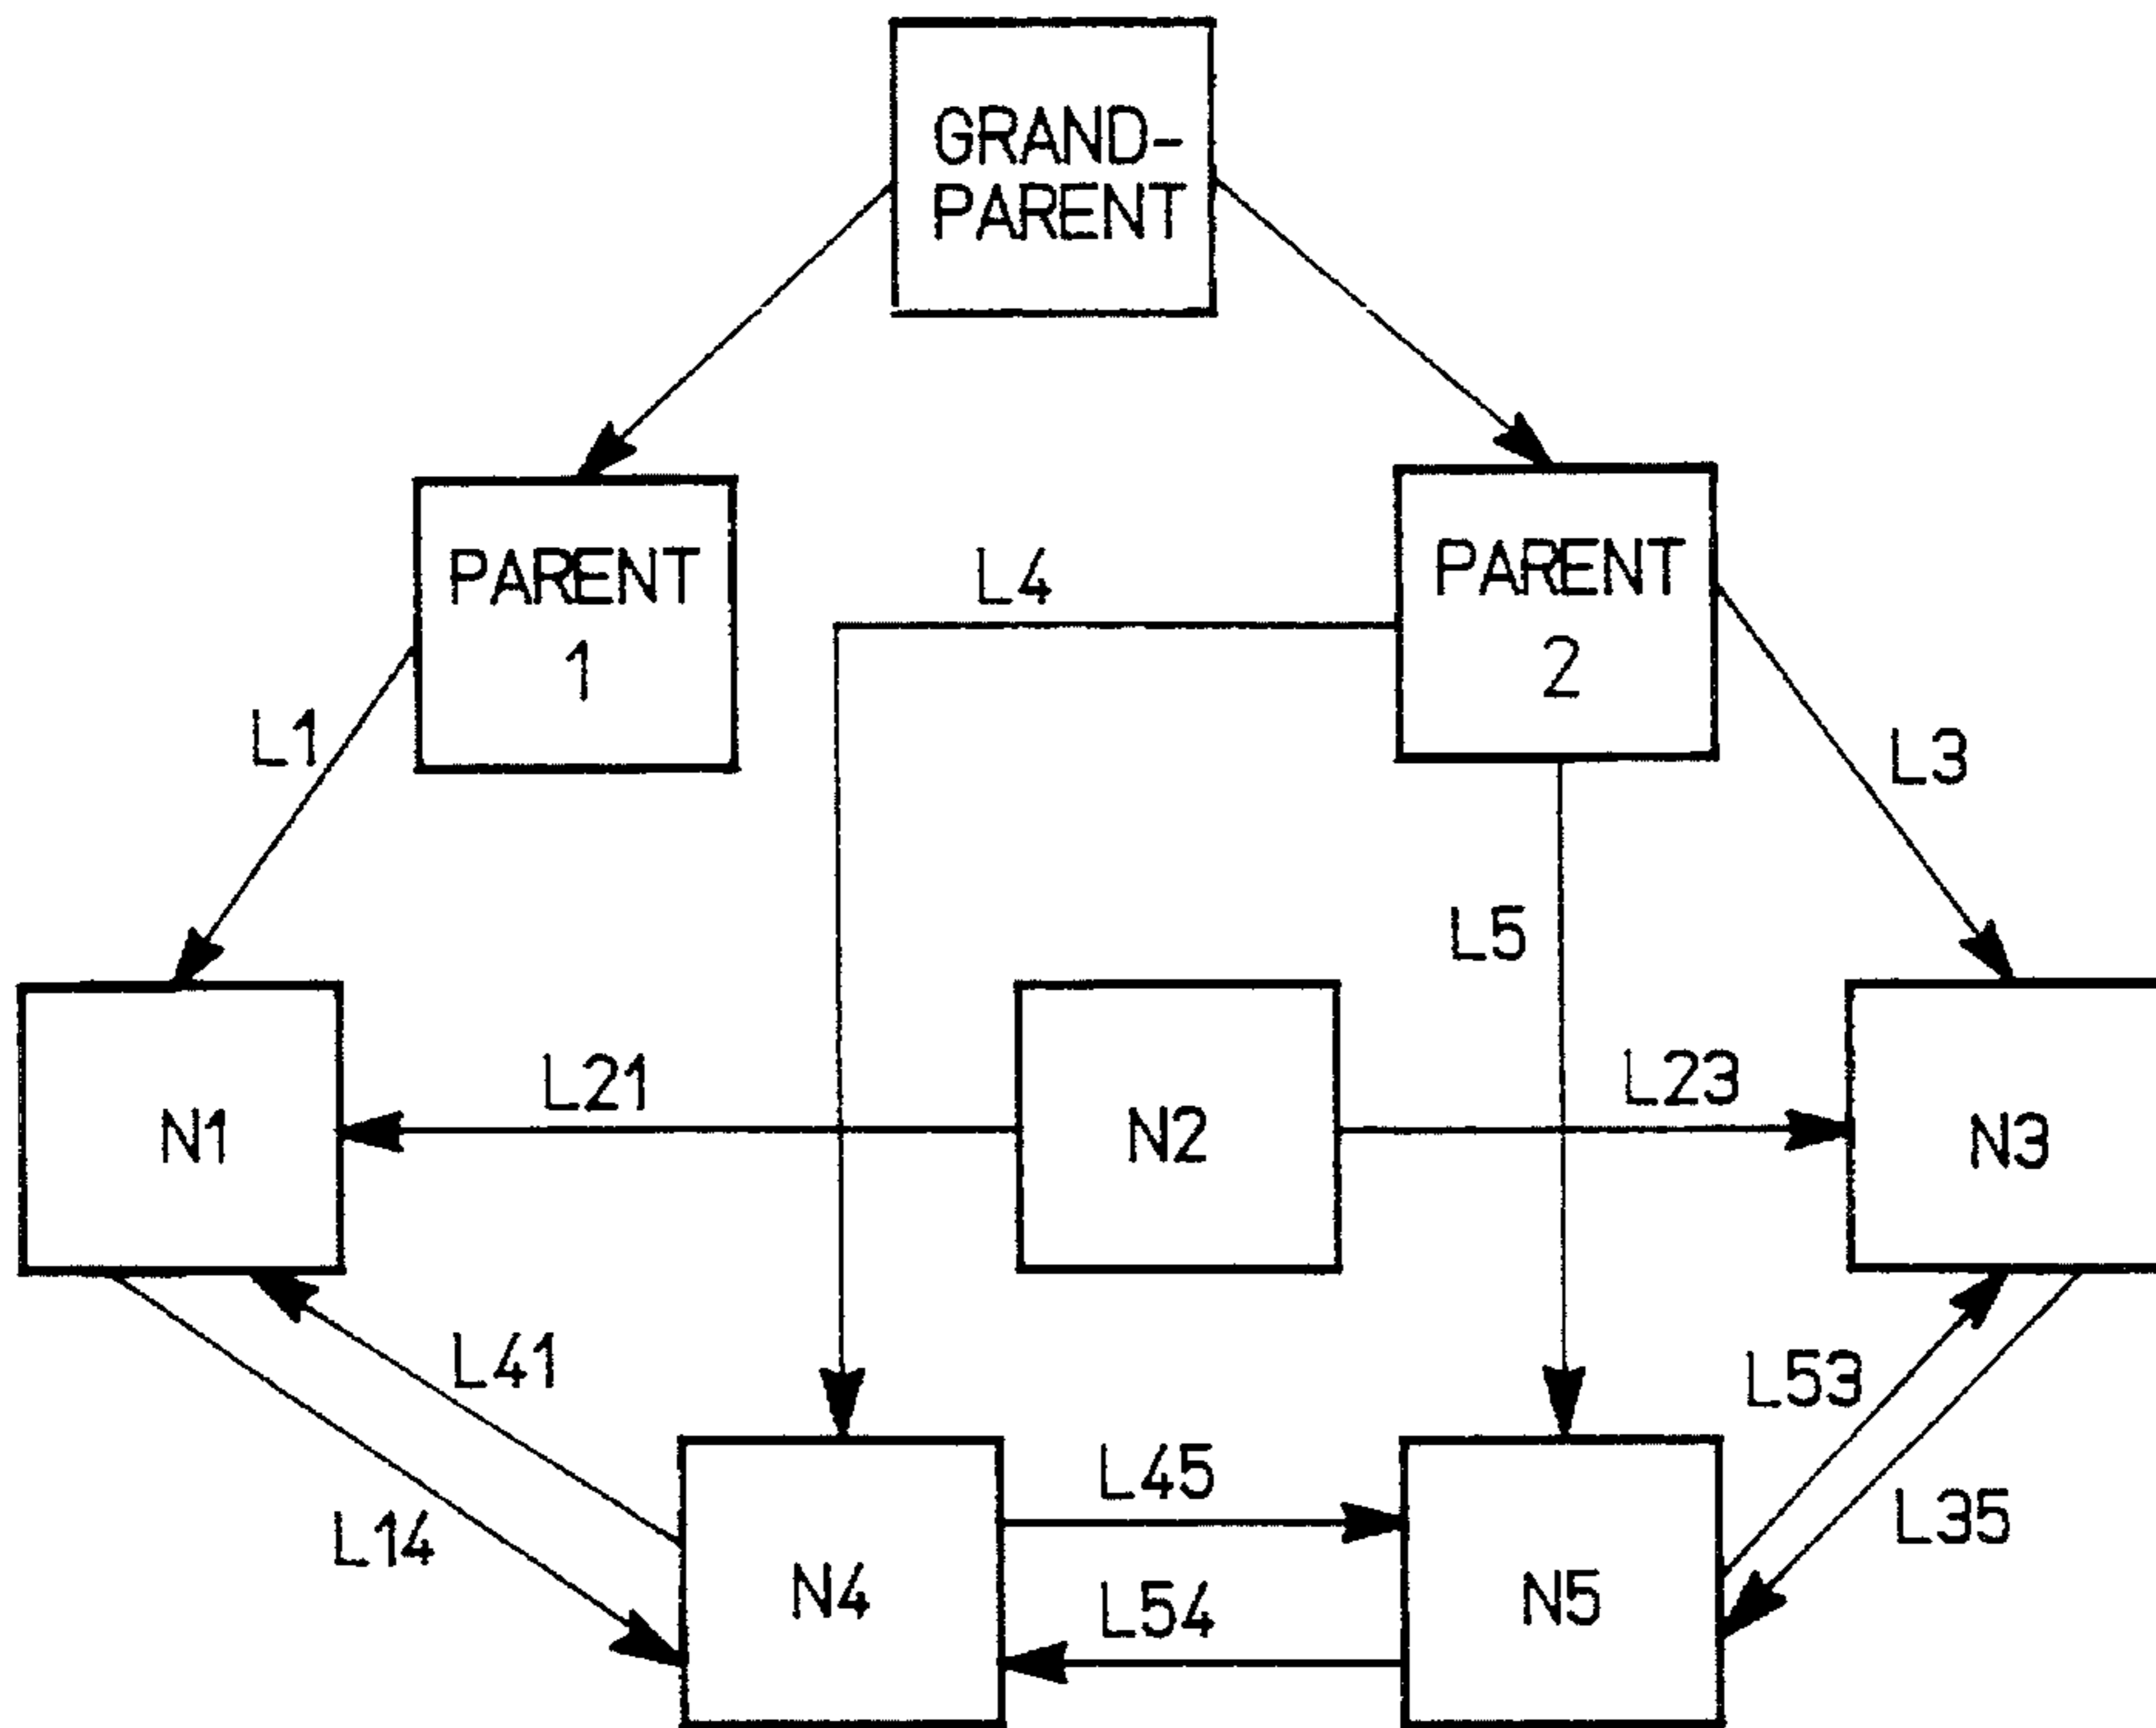 GRAND-
PARENT
PARENT
1
L4
PARENT
2
L1
L3
L5
L21
L23
N1
N2
N3
L41
L53
L14
L45
L35
N4
L54
N5